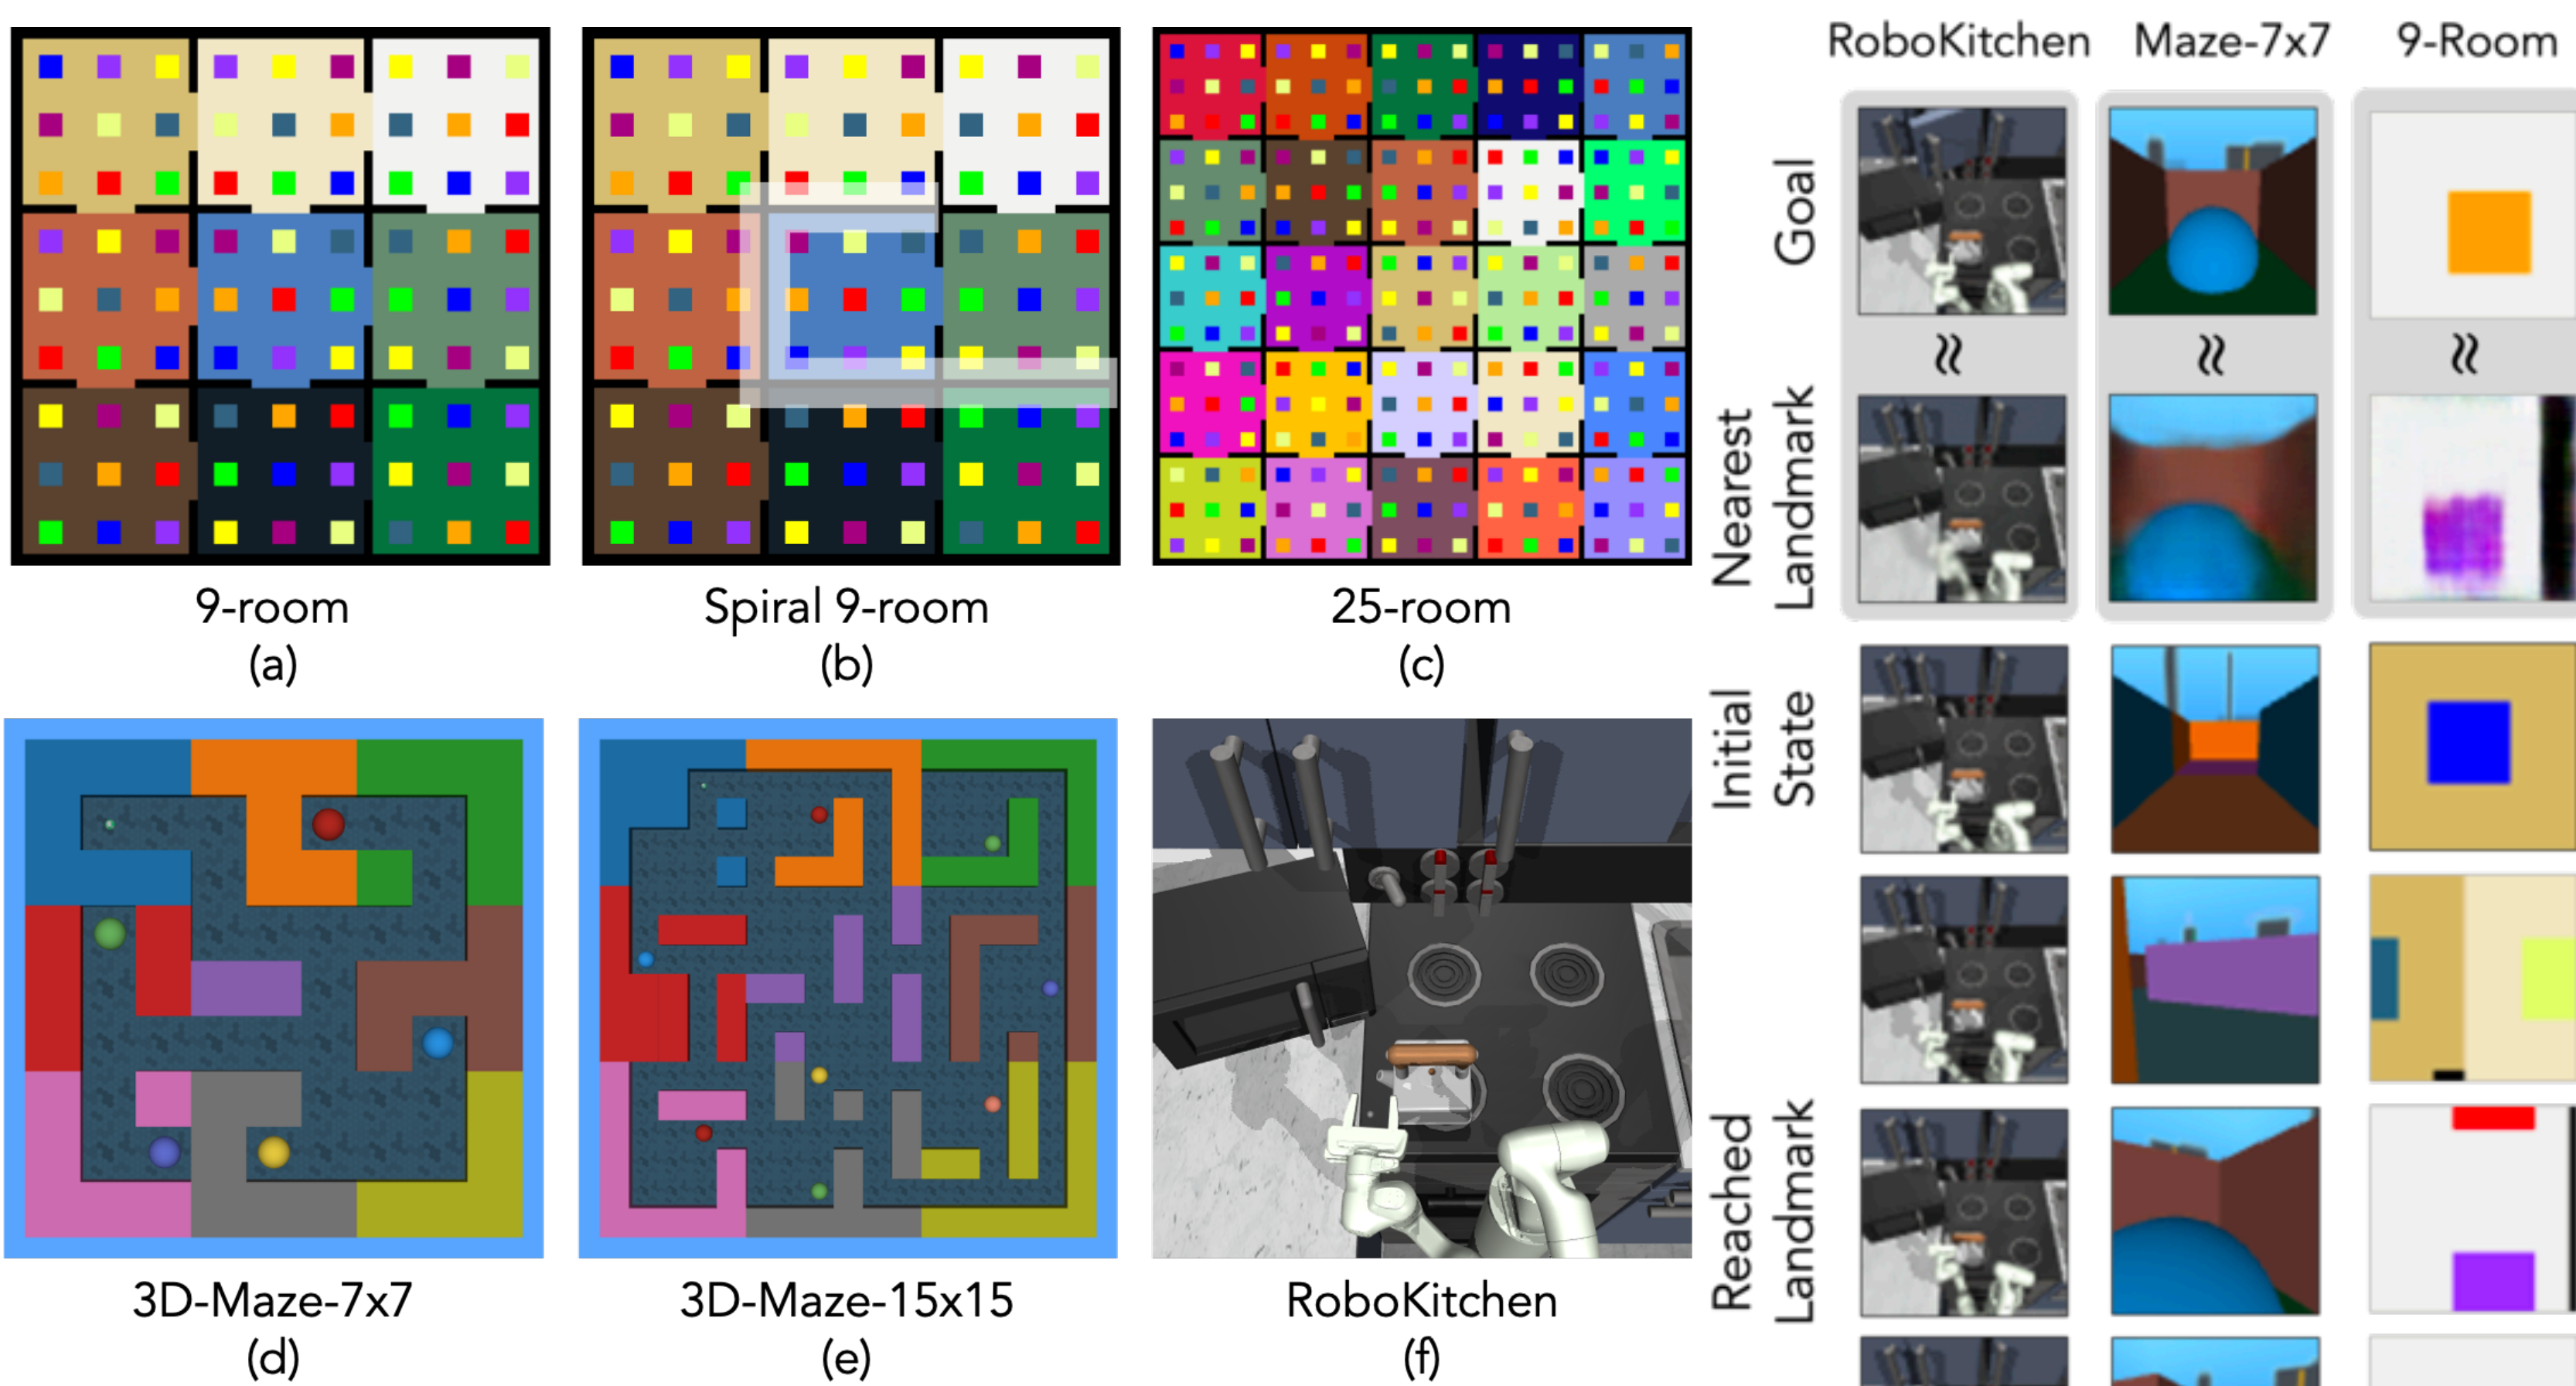 9-room
(a)
Spiral 9-room
(b)
25-room
(c)
3D-Maze-7x7
(d)
3D-Maze-15x15
(e)
RoboKitchen
(f)
RoboKitchen
Maze-7x7
9-Room
Goal
≈
≈
≈
Nearest
Landmark
Initial
State
Reached
Landmark